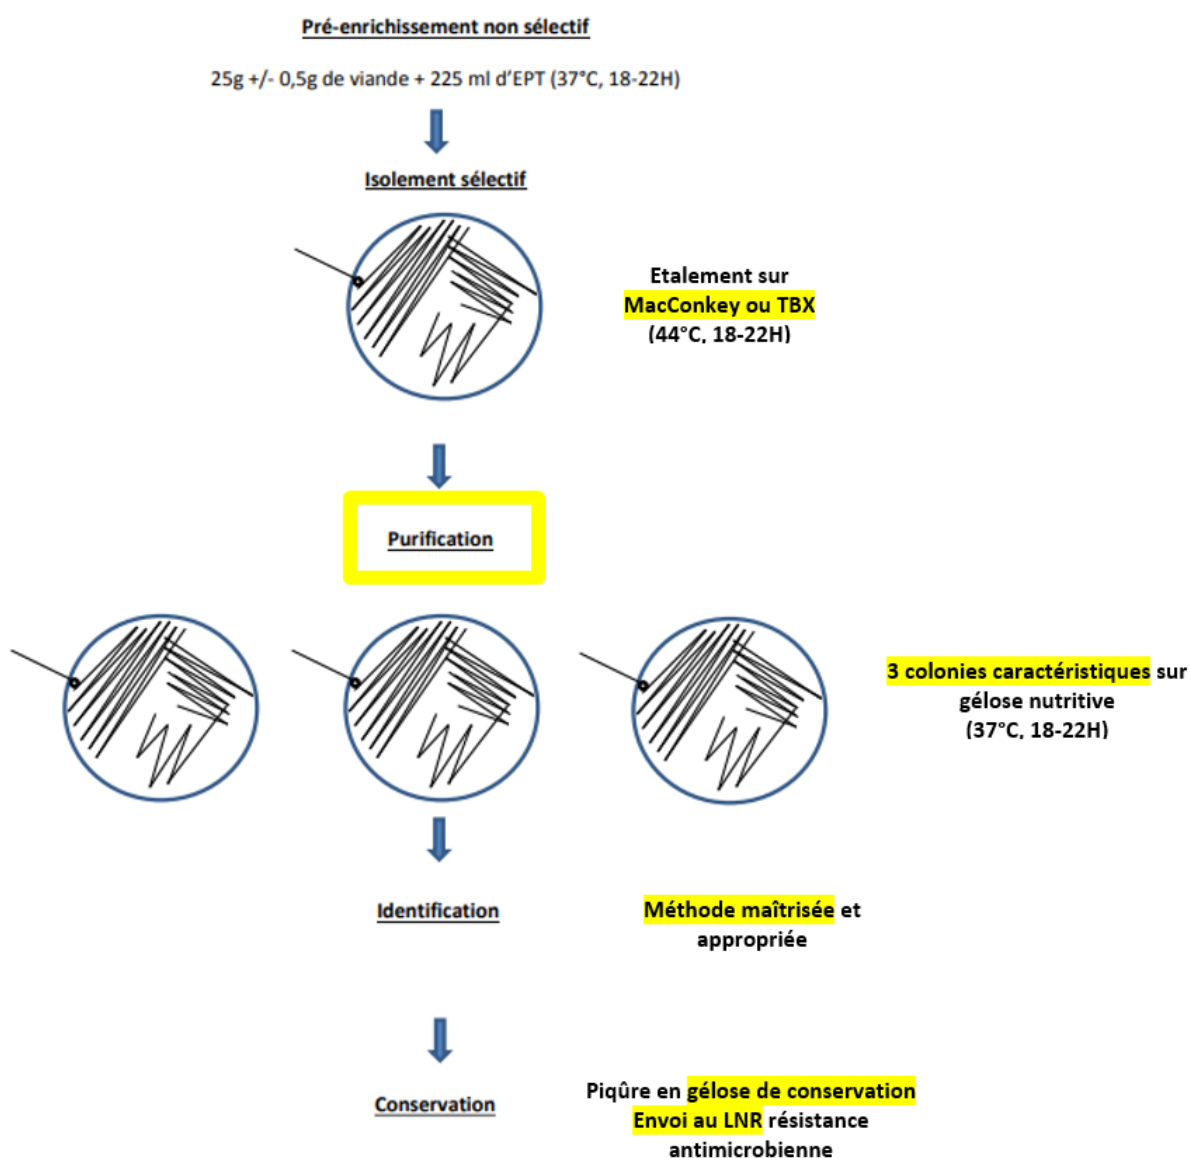 Pré-enrichissement non sélectif
25g +/- 0,5g de viande + 225 ml d'EPT (37°C, 18-22H)
Isolement sélectif
Etalement sur
MacConkey ou TBX
(44°C, 18-22H)
Purification
3 colonies caractéristiques sur
gélose nutritive
(37°C, 18-22H)
Identification
Méthode maîtrisée et
appropriée
Conservation
Piqûre en gélose de conservation
Envoi au LNR résistance
antimicrobienne